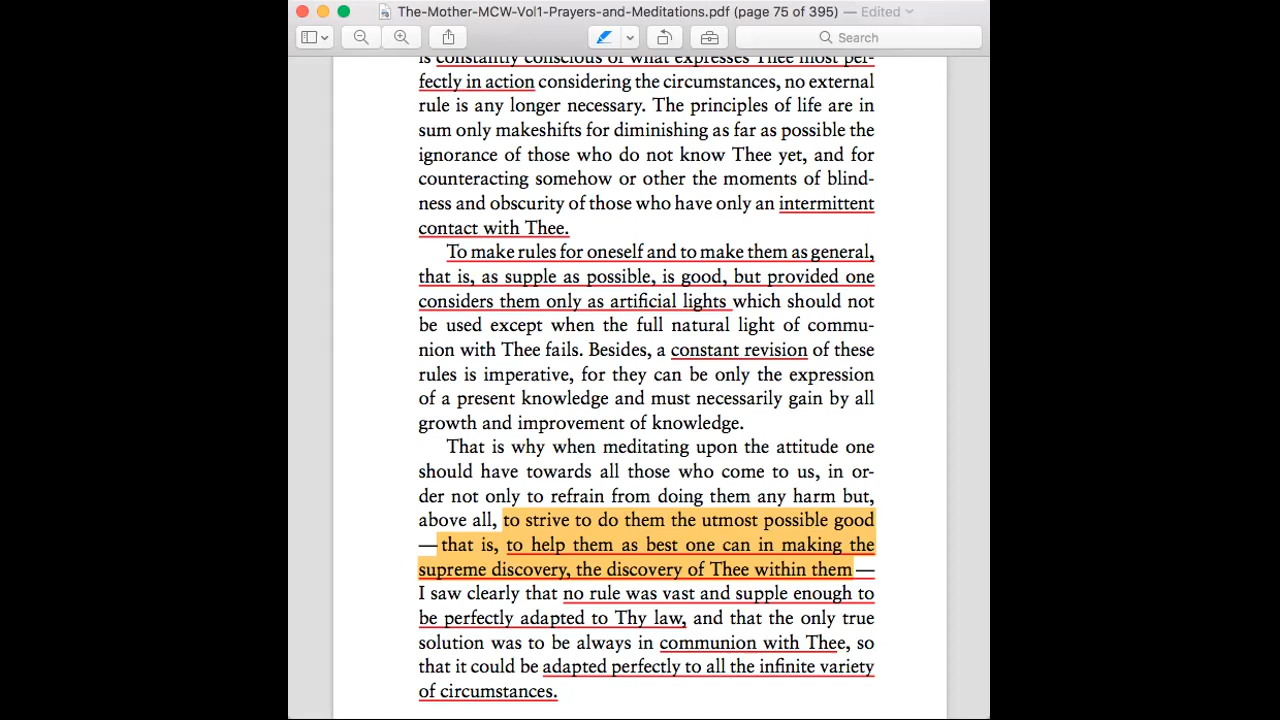 The-Mother-MCW-Vol1-Prayers-and-Meditations.pdf (page 75 of 395) — Edited
Search
is constantly conscious of what expresses Thee most per-
fectly in action considering the circumstances, no external
rule is any longer necessary. The principles of life are in
sum only makeshifts for diminishing as far as possible the
ignorance of those who do not know Thee yet, and for
counteracting somehow or other the moments of blind-
ness and obscurity of those who have only an intermittent
contact with Thee.
To make rules for oneself and to make them as general,
that is, as supple as possible, is good, but provided one
considers them only as artificial lights which should not
be used except when the full natural light of commu-
nion with Thee fails. Besides, a constant revision of these
rules is imperative, for they can be only the expression
of a present knowledge and must necessarily gain by all
growth and improvement of knowledge.
That is why when meditating upon the attitude one
should have towards all those who come to us, in or-
der not only to refrain from doing them any harm but,
above all, to strive to do them the utmost possible good
— that is, to help them as best one can in making the
supreme discovery, the discovery of Thee within them —
I saw clearly that no rule was vast and supple enough to
be perfectly adapted to Thy law, and that the only true
solution was to be always in communion with Thee, so
that it could be adapted perfectly to all the infinite variety
of circumstances.